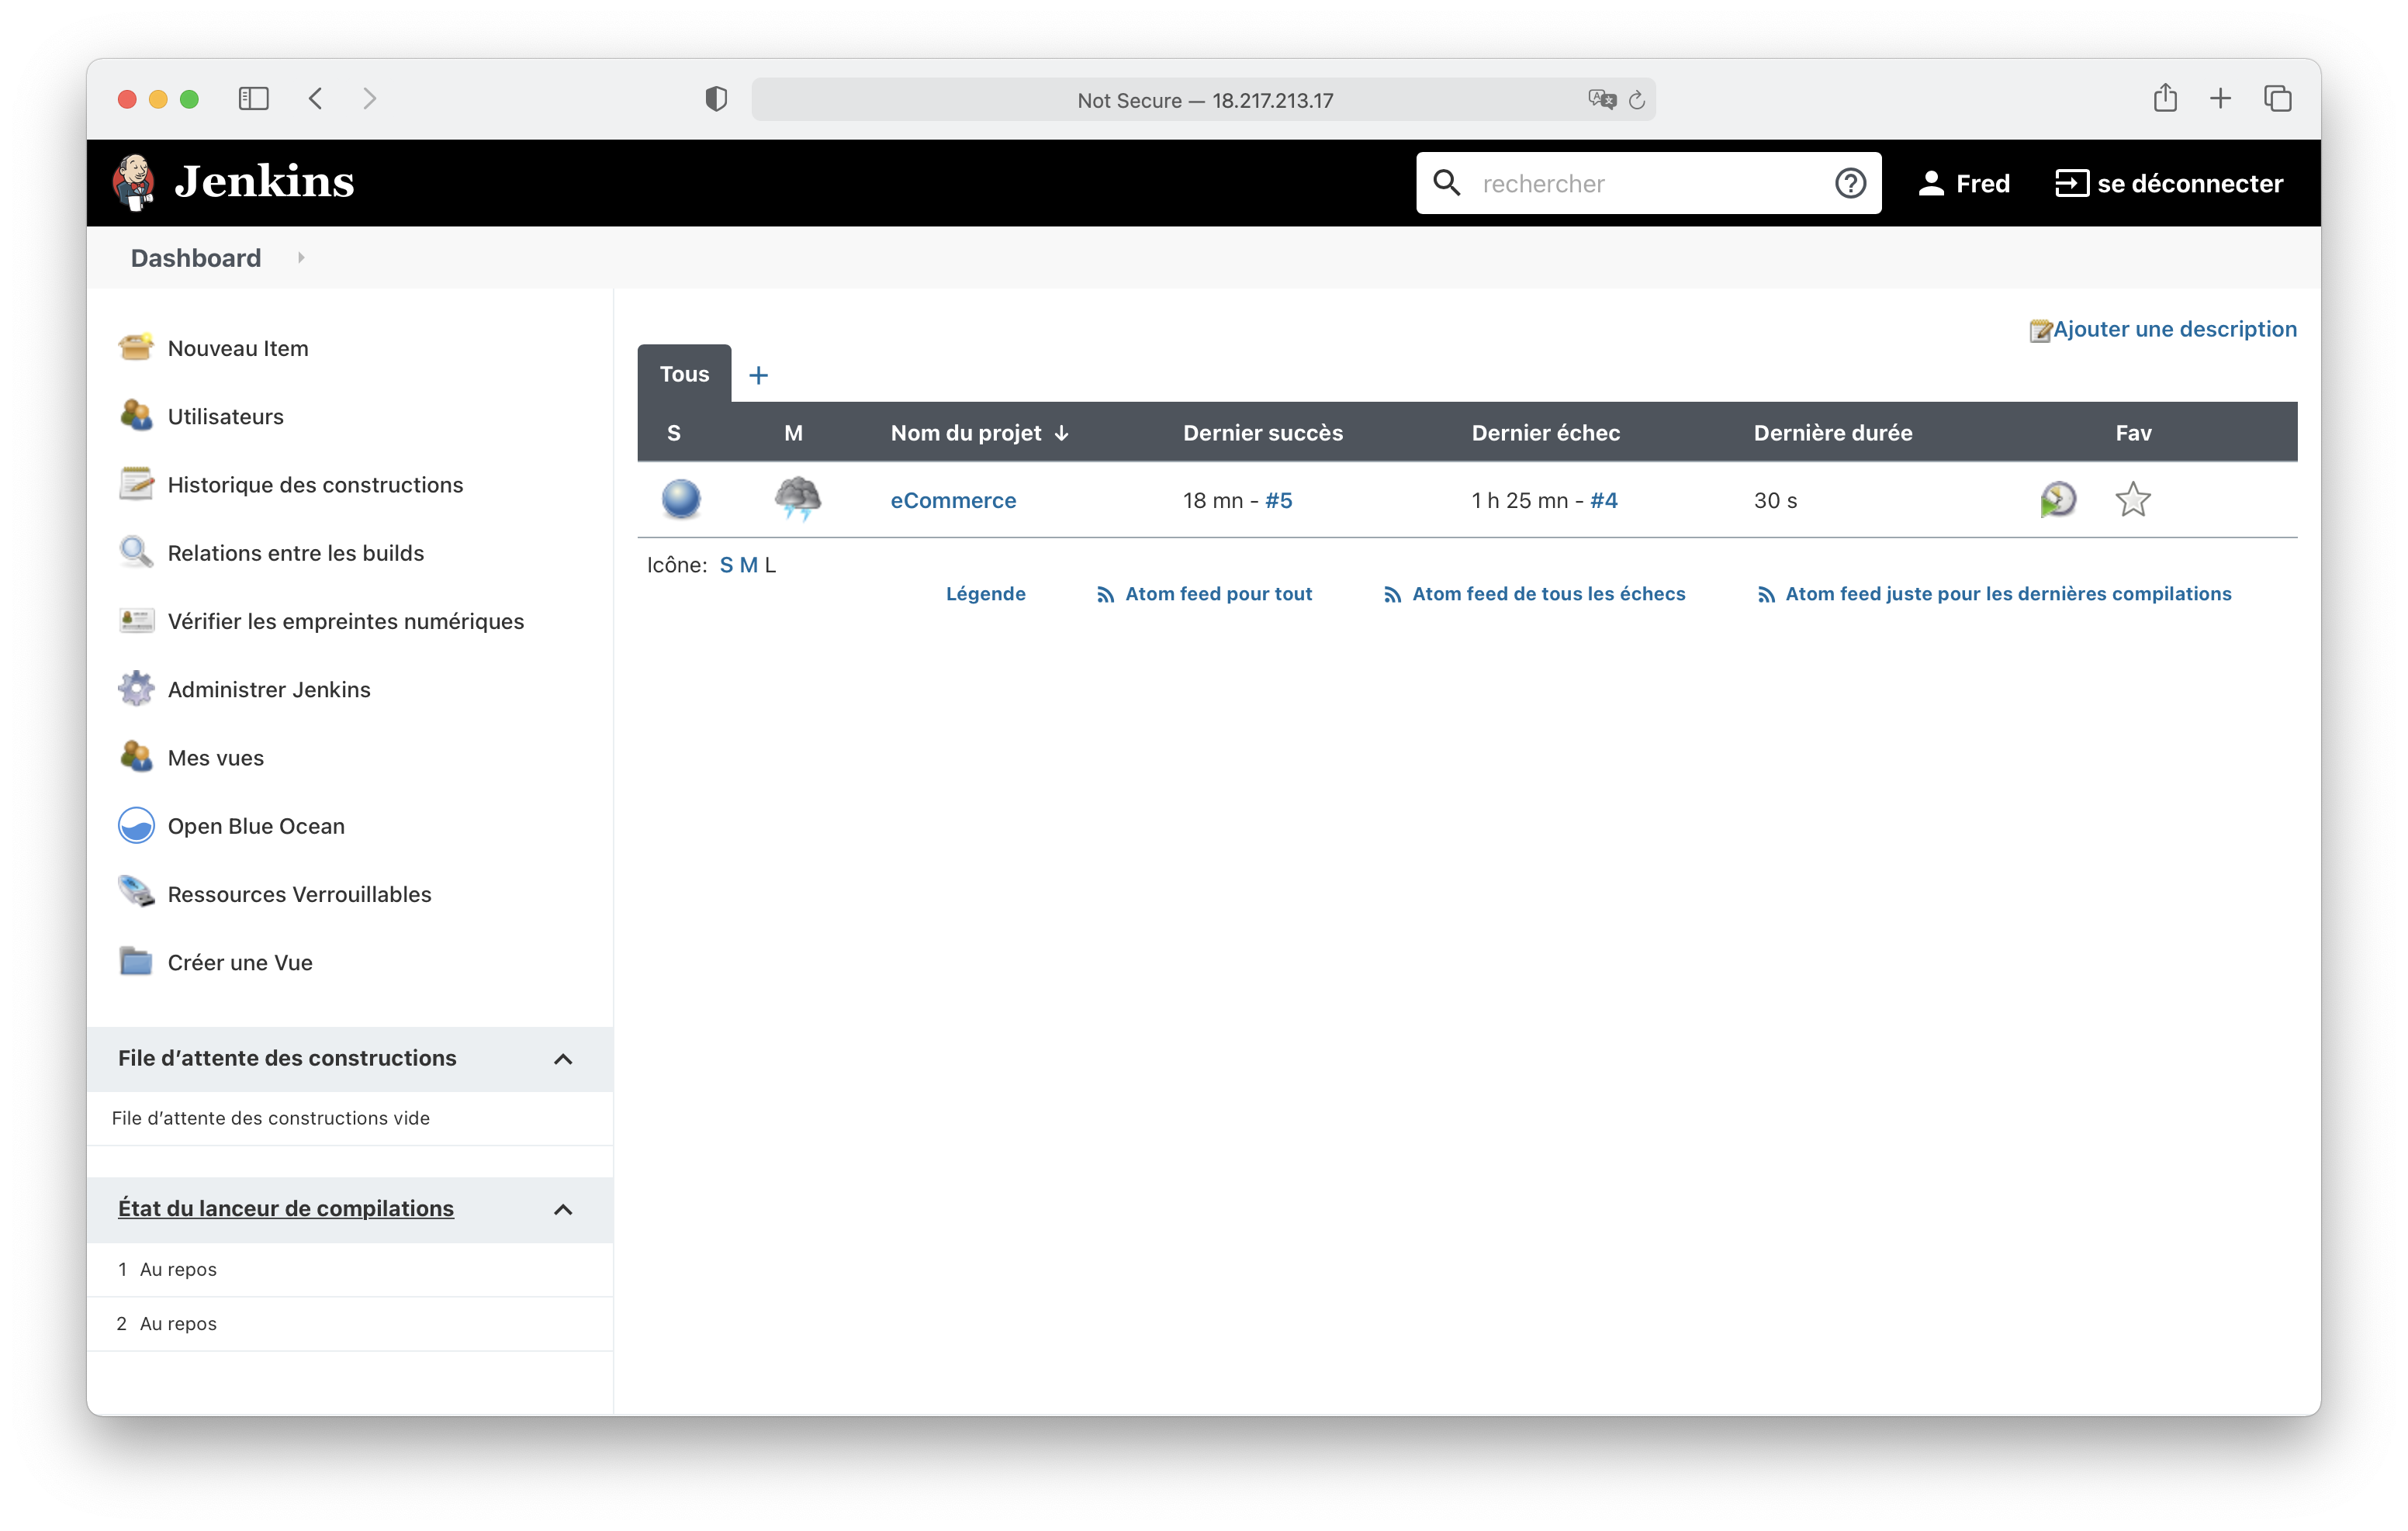 Not Secure — 18.217.213.17
Jenkins
rechercher
Fred
se déconnecter
Dashboard
Nouveau Item
Utilisateurs
Historique des constructions
Relations entre les builds
Vérifier les empreintes numériques
Administrer Jenkins
Mes vues
Open Blue Ocean
Ressources Verrouillables
Créer une Vue
File d’attente des constructions
File d’attente des constructions vide
État du lanceur de compilations
1 Au repos
2 Au repos
Ajouter une description
Tous +
S M Nom du projet ↓ Dernier succès Dernier échec Dernière durée Fav
eCommerce 18 mn - #5 1 h 25 mn - #4 30 s
Icône: S M L
Légende Atom feed pour tout Atom feed de tous les échecs Atom feed juste pour les dernières compilations